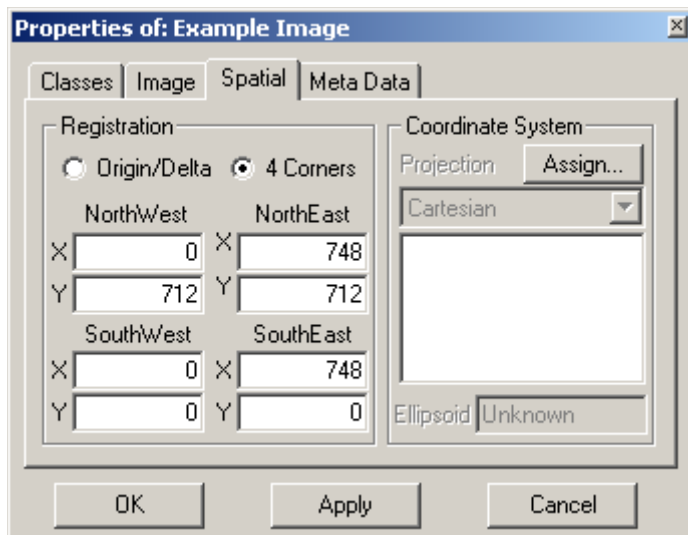 Properties of: Example Image
Classes Image Spatial Meta Data
Registration
Origin/Delta 4 Corners
NorthWest NorthEast
X 0 X 748
Y 712 Y 712
SouthWest SouthEast
X 0 X 748
Y 0 Y 0
Coordinate System
Projection Assign...
Cartesian
Ellipsoid Unknown
OK Apply Cancel